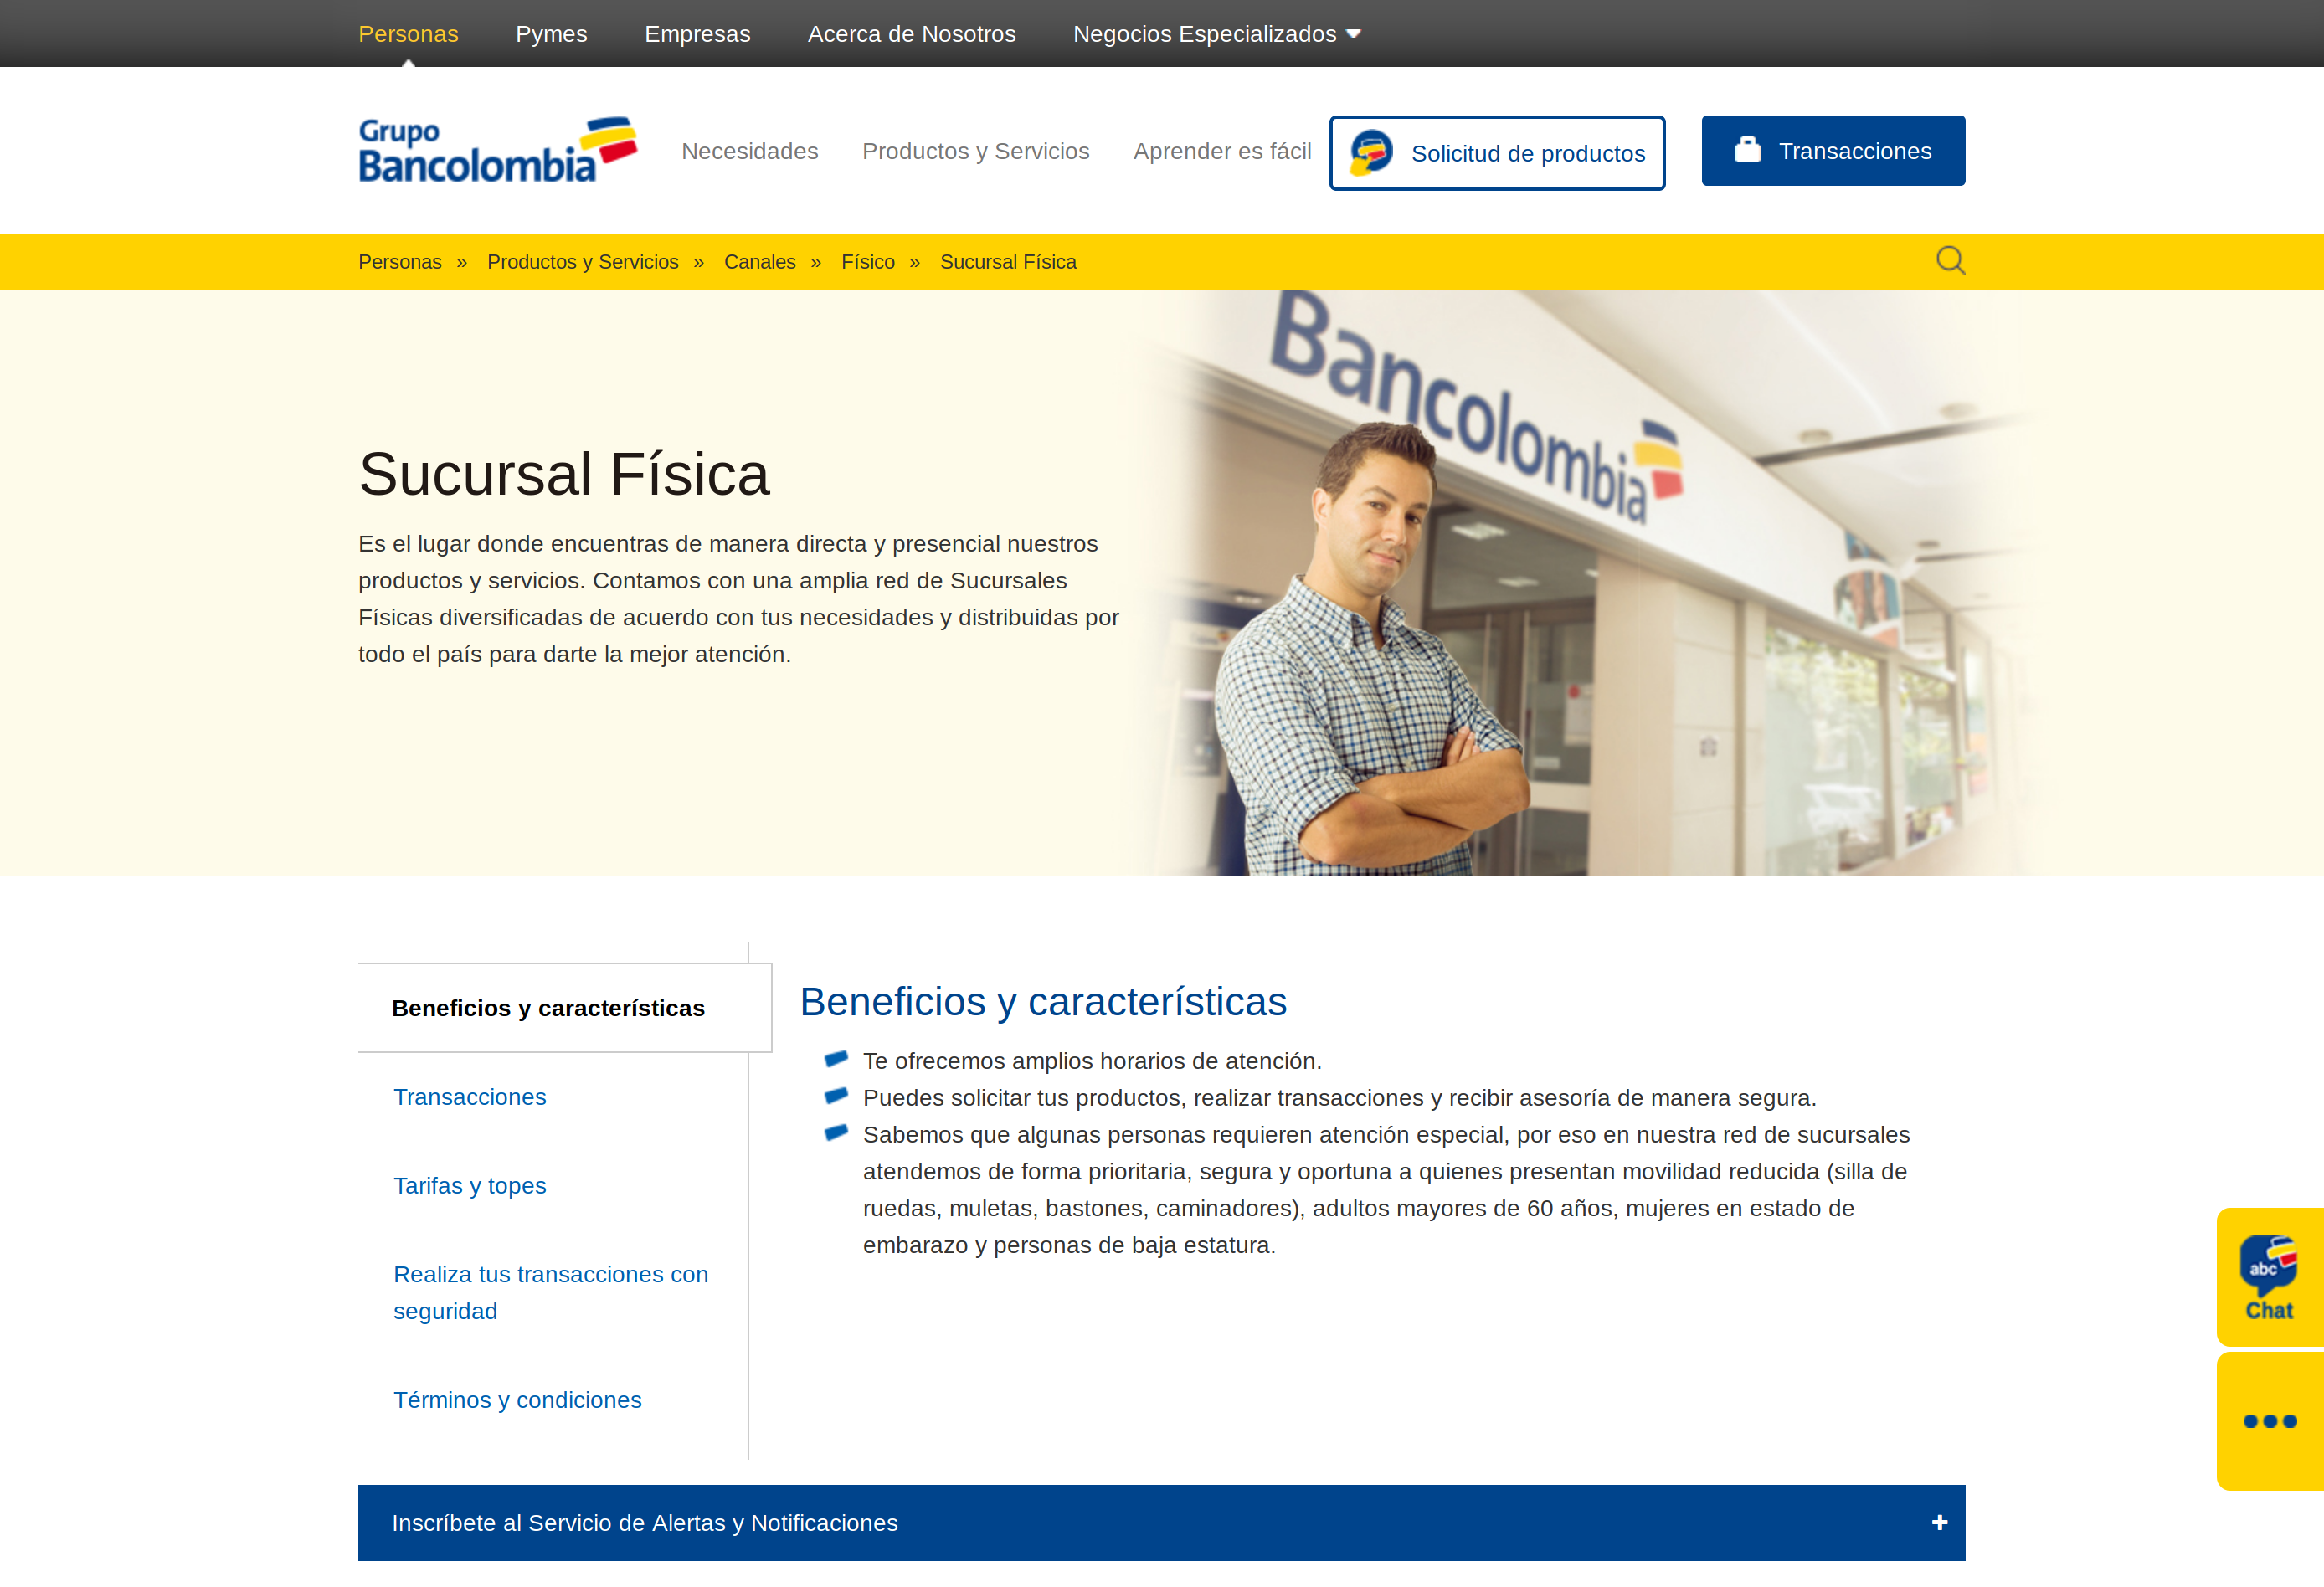 Personas Pymes Empresas Acerca de Nosotros Negocios Especializados
Grupo
Bancolombia
Necesidades Productos y Servicios Aprender es fácil Solicitud de productos Transacciones
Personas » Productos y Servicios » Canales » Físico » Sucursal Física
Bancolombia
Sucursal Física
Es el lugar donde encuentras de manera directa y presencial nuestros
productos y servicios. Contamos con una amplia red de Sucursales
Físicas diversificadas de acuerdo con tus necesidades y distribuidas por
todo el país para darte la mejor atención.
Beneficios y características
Transacciones
Tarifas y topes
Realiza tus transacciones con
seguridad
Términos y condiciones
Beneficios y características
Te ofrecemos amplios horarios de atención.
Puedes solicitar tus productos, realizar transacciones y recibir asesoría de manera segura.
Sabemos que algunas personas requieren atención especial, por eso en nuestra red de sucursales
atendemos de forma prioritaria, segura y oportuna a quienes presentan movilidad reducida (silla de
ruedas, muletas, bastones, caminadores), adultos mayores de 60 años, mujeres en estado de
embarazo y personas de baja estatura.
abc
Chat
Inscríbete al Servicio de Alertas y Notificaciones +